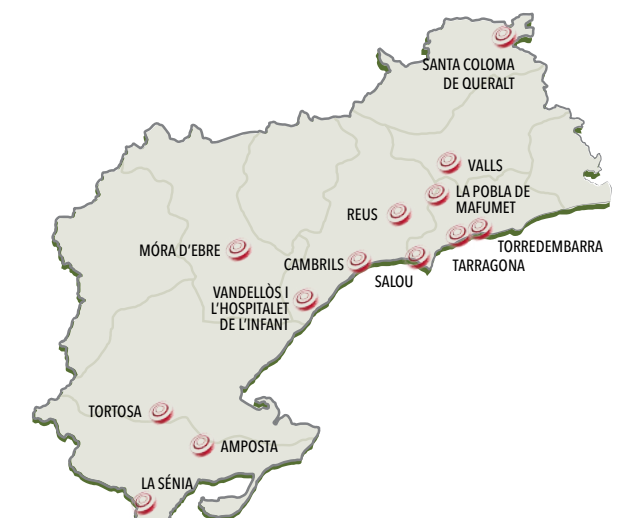 SANTA COLOMA
DE QUERALT
VALLS
LA POBLA DE
MAFUMET
REUS
TORREDEMBARRA
MÓRA D'EBRE
CAMBRILS
TARRAGONA
SALOU
VANDELLÒS I
L'HOSPITALET
DE L'INFANT
TORTOSA
AMPOSTA
LA SÉNIA